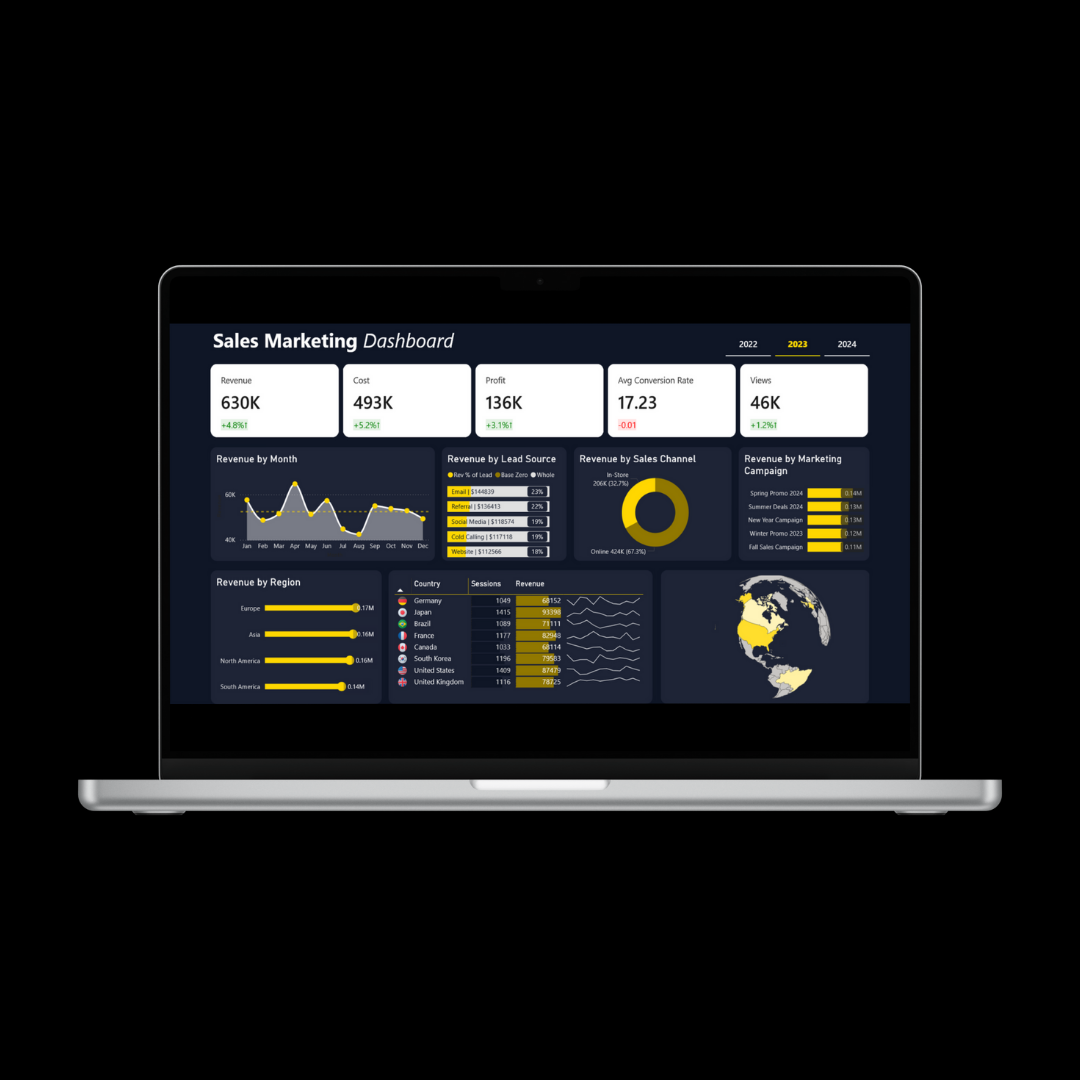 Sales Marketing Dashboard
2022 2023 2024
Revenue
630K
+4.8%↑
Cost
493K
+5.2%↑
Profit
136K
+3.1%↑
Avg Conversion Rate
17.23
-0.01
Views
46K
+1.2%↑
Revenue by Month
60K
40K
Jan Feb Mar Apr May Jun Jul Aug Sep Oct Nov Dec
Revenue by Lead Source
Rev % of Lead Base Zero Whole
Email | $144839 23%
Referral | $136413 22%
Social Media | $118574 19%
Cold Calling | $117118 19%
Website | $112566 18%
Revenue by Sales Channel
In-Store
206K (32.7%)
Online 424K (67.3%)
Revenue by Marketing
Campaign
Spring Promo 2024 0.14M
Summer Deals 2024 0.13M
New Year Campaign 0.13M
Winter Promo 2023 0.12M
Fall Sales Campaign 0.11M
Revenue by Region
Europe 0.17M
Asia 0.16M
North America 0.16M
South America 0.14M
Country Sessions Revenue
Germany 1049 68152
Japan 1415 93398
Brazil 1089 71111
France 1177 82948
Canada 1033 68114
South Korea 1196 79583
United States 1409 87479
United Kingdom 1116 78725